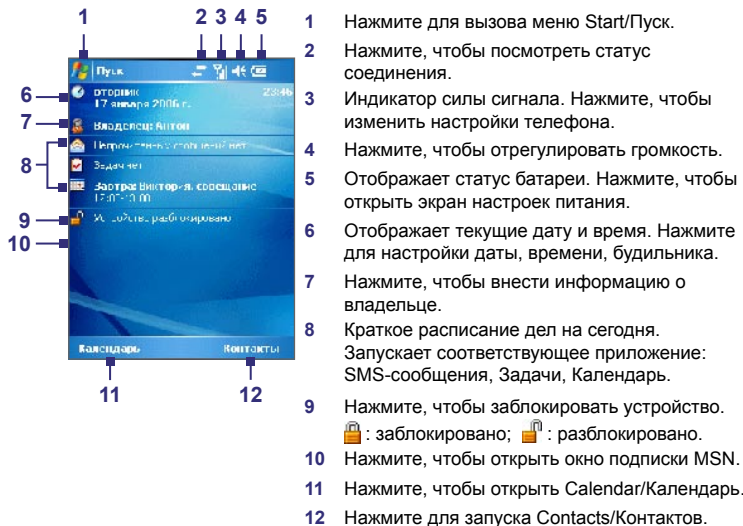 1 2 3 4 5
Пуск
6
вторник 23:46
17 января 2006 г.
7
Владелец: Антон
Непрочитанных сообщений нет
8
Задач нет
Завтра: Виктория, совещание
9
Устройство разблокировано
10
Календарь Контакты
11 12
1 Нажмите для вызова меню Start/Пуск.
2 Нажмите, чтобы посмотреть статус
соединения.
3 Индикатор силы сигнала. Нажмите, чтобы
изменить настройки телефона.
4 Нажмите, чтобы отрегулировать громкость.
5 Отображает статус батареи. Нажмите, чтобы
открыть экран настроек питания.
6 Отображает текущие дату и время. Нажмите
для настройки даты, времени, будильника.
7 Нажмите, чтобы внести информацию о
владельце.
8 Краткое расписание дел на сегодня.
Запускает соответствующее приложение:
SMS-сообщения, Задачи, Календарь.
9 Нажмите, чтобы заблокировать устройство.
: заблокировано; : разблокировано.
10 Нажмите, чтобы открыть окно подписки MSN.
11 Нажмите, чтобы открыть Calendar/Календарь.
12 Нажмите для запуска Contacts/Контактов.